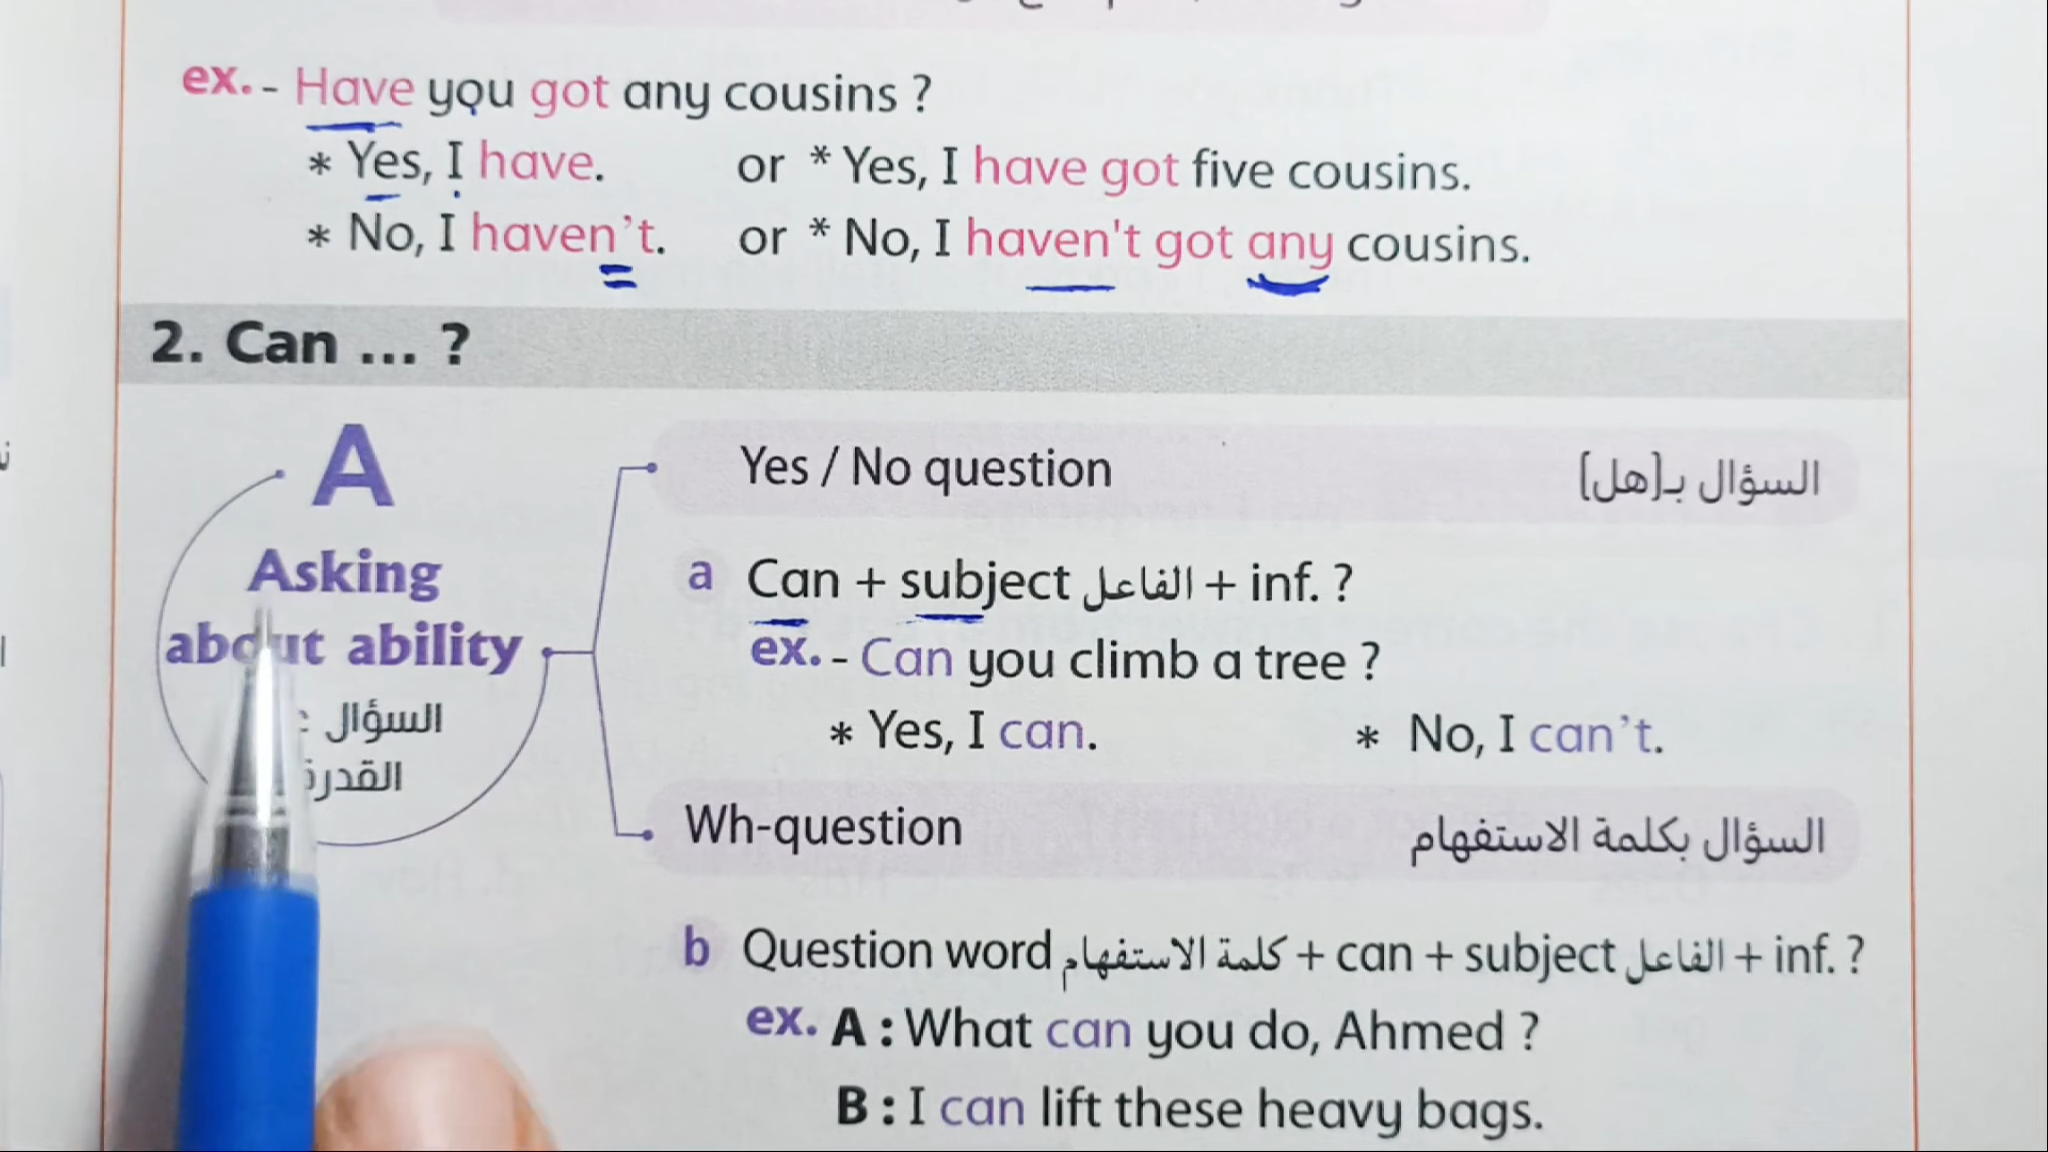 ex. - Have you got any cousins ?
* Yes, I have. or * Yes, I have got five cousins.
* No, I haven't. or * No, I haven't got any cousins.
2. Can ... ?
A
Asking
about ability
السؤال
القدرة
Yes / No question السؤال بـ[هل]
a Can + subject الفاعل + inf. ?
ex. - Can you climb a tree ?
* Yes, I can. * No, I can't.
Wh-question السؤال بكلمة الاستفهام
b Question word كلمة الاستفهام + can + subject الفاعل + inf. ?
ex. A : What can you do, Ahmed ?
B : I can lift these heavy bags.